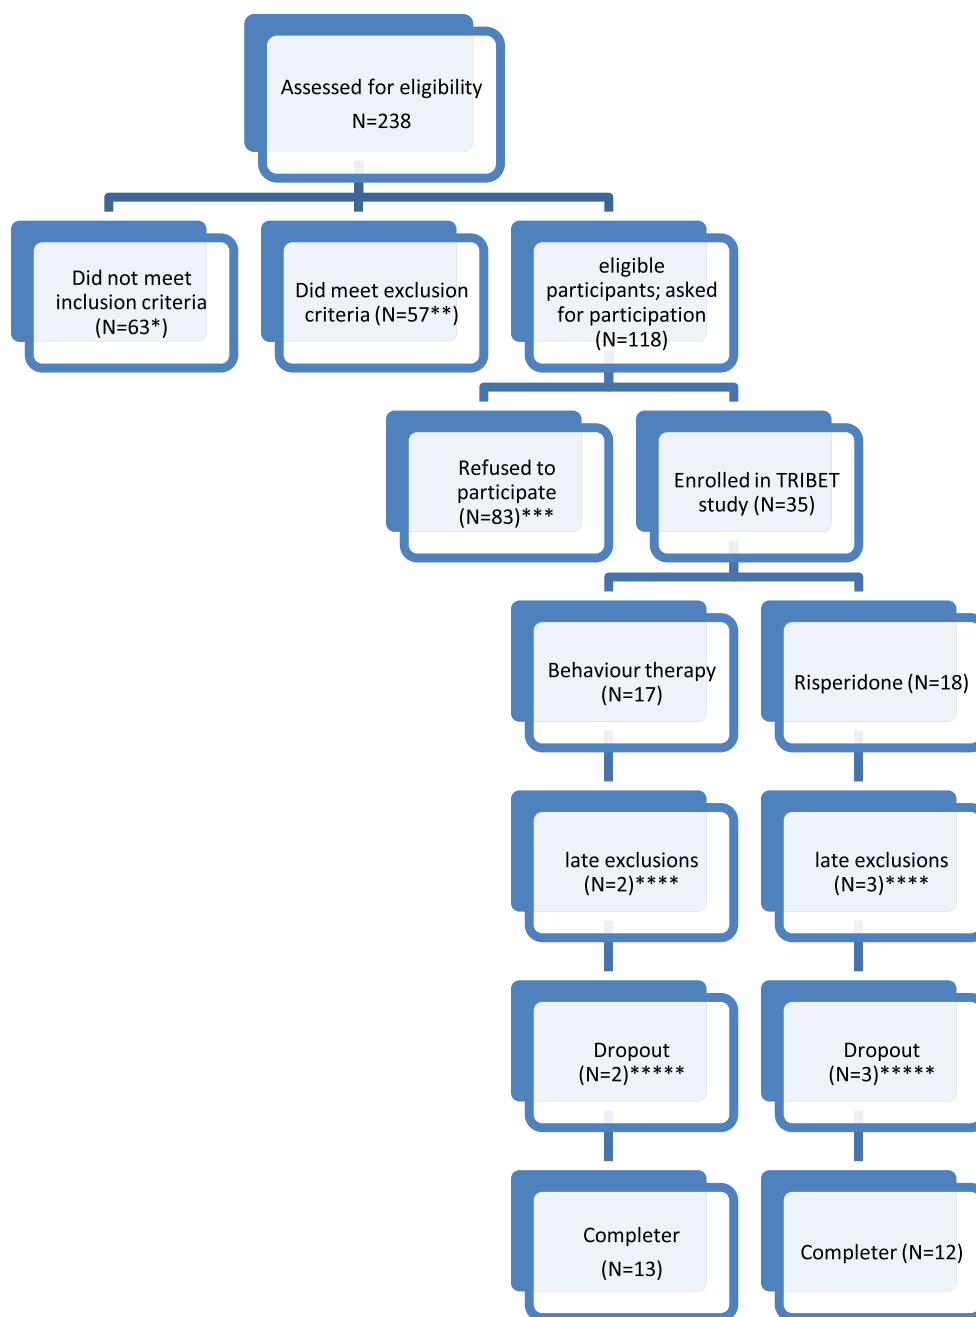 Assessed for eligibility
N=238
Did not meet
inclusion criteria
(N=63*)
Did meet exclusion
criteria (N=57**)
eligible
participants; asked
for participation
(N=118)
Refused to
participate
(N=83)***
Enrolled in TRIBET
study (N=35)
Behaviour therapy
(N=17)
Risperidone (N=18)
late exclusions
(N=2)****
late exclusions
(N=3)****
Dropout
(N=2)*****
Dropout
(N=3)*****
Completer
(N=13)
Completer (N=12)